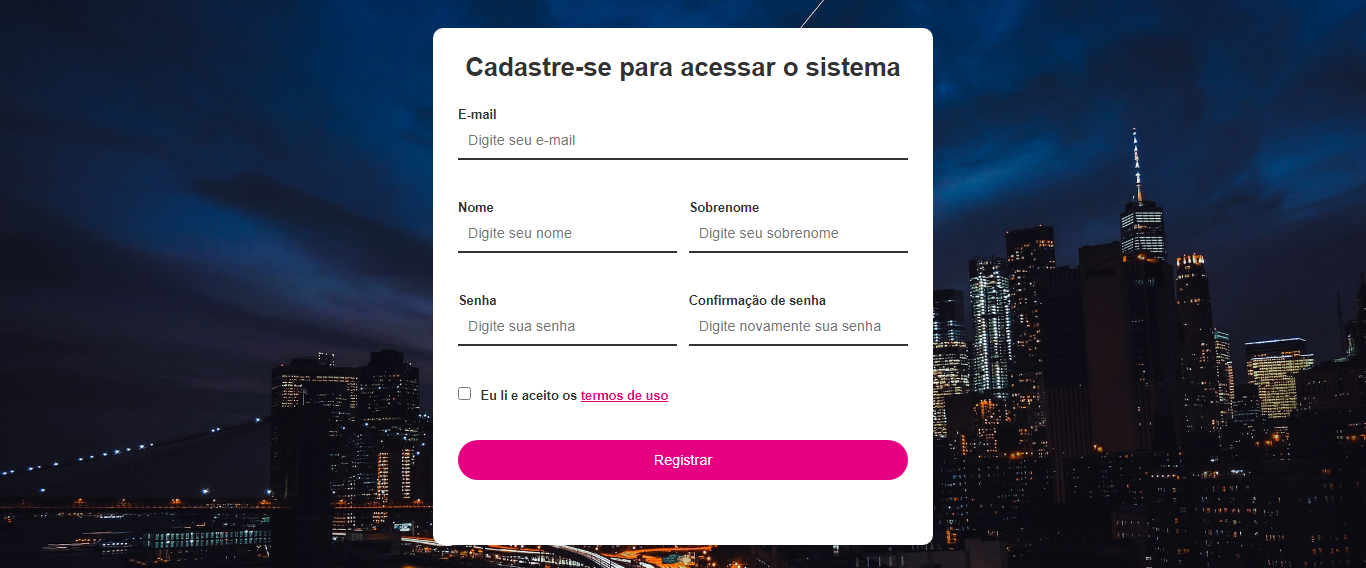 Cadastre-se para acessar o sistema
E-mail
Digite seu e-mail
Nome
Sobrenome
Digite seu nome
Digite seu sobrenome
Senha
Confirmação de senha
Digite sua senha
Digite novamente sua senha
Eu li e aceito os termos de uso
Registrar